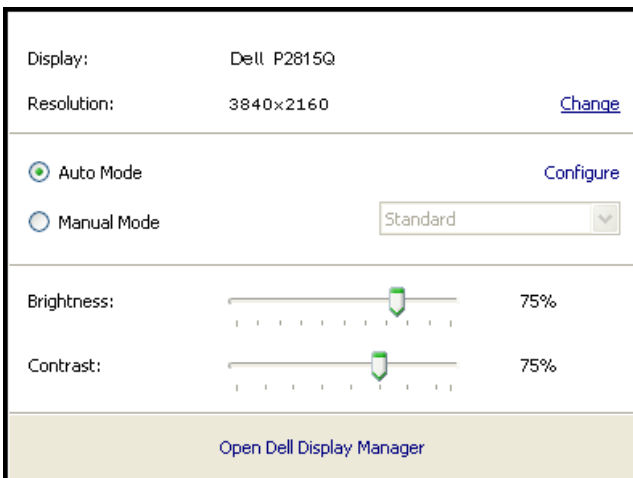 Display: Dell P2815Q
Resolution: 3840x2160 Change
Auto Mode Configure
Manual Mode Standard
Brightness: 75%
Contrast: 75%
Open Dell Display Manager